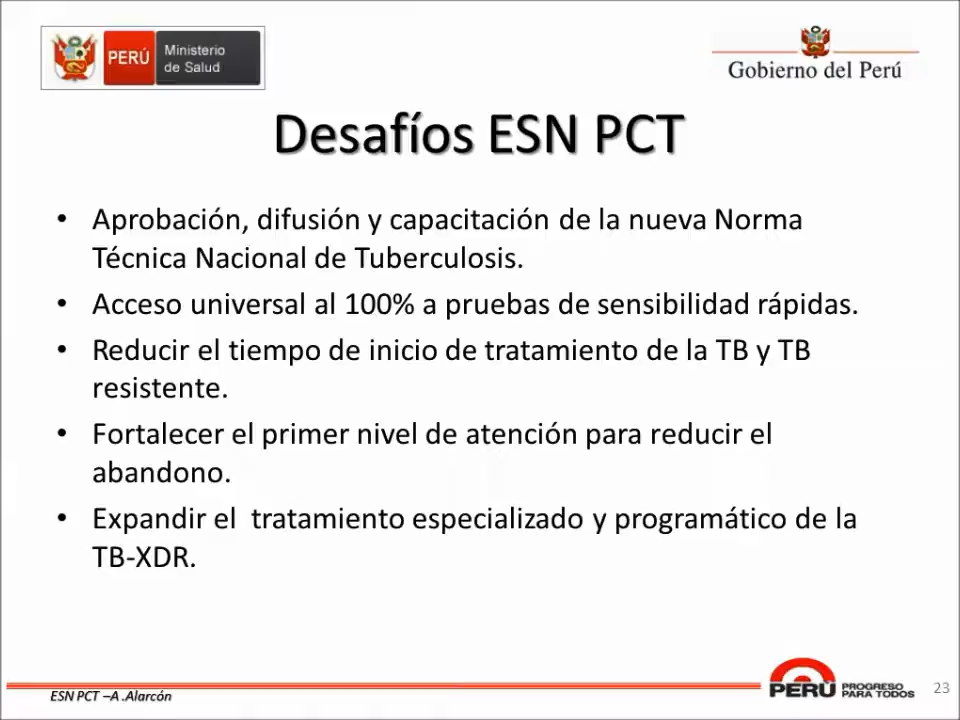 PERÚ
Ministerio
de Salud
Gobierno del Perú
Desafíos ESN PCT
• Aprobación, difusión y capacitación de la nueva Norma
Técnica Nacional de Tuberculosis.
• Acceso universal al 100% a pruebas de sensibilidad rápidas.
• Reducir el tiempo de inicio de tratamiento de la TB y TB
resistente.
• Fortalecer el primer nivel de atención para reducir el
abandono.
• Expandir el  tratamiento especializado y programático de la
TB-XDR.
ESN PCT –A .Alarcón
PERÚ
PROGRESO
PARA TODOS
23